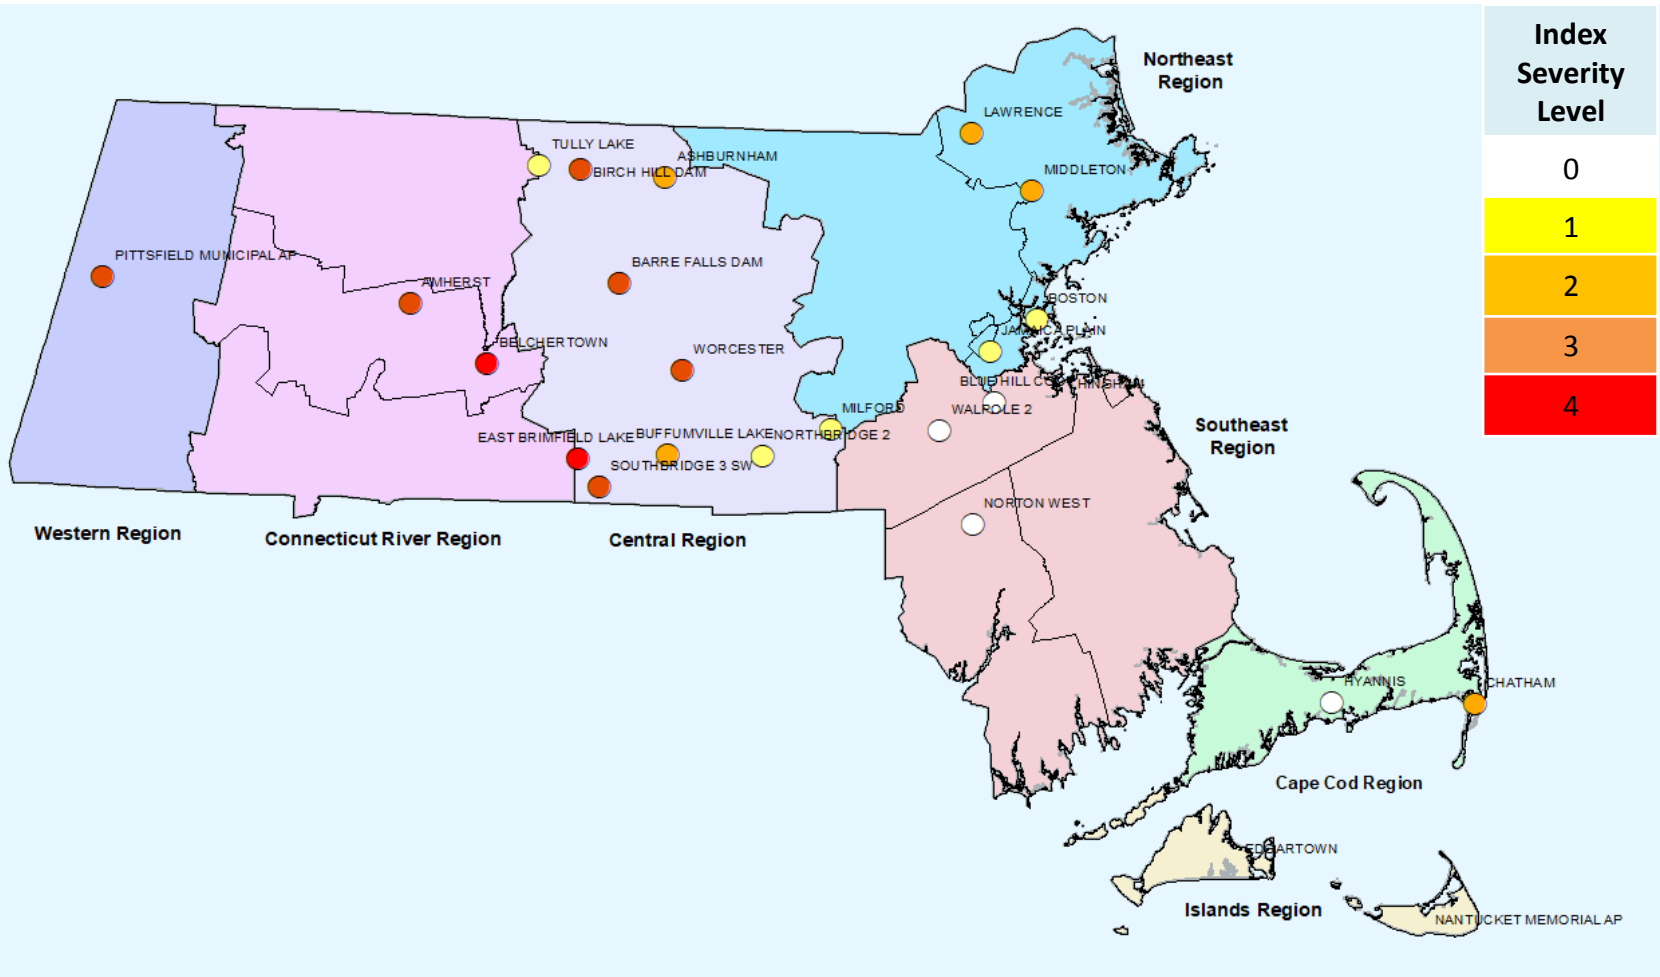 Index
Severity
Level
0
1
2
3
4
Northeast
Region
LAWRENCE
TULLY LAKE
ASHBURNHAM
BIRCH HILL DAM
MIDDLETON
PITTSFIELD MUNICIPAL AP
BARRE FALLS DAM
AMHERST
BOSTON
JAMAICA PLAIN
BELCHERTOWN
WORCESTER
BLUE HILL
HINGHAM
MILFORD
WALPOLE 2
EAST BRIMFIELD LAKE
BUFFUMVILLE LAKE
NORTHBRIDGE 2
SOUTHBRIDGE 3 SW
Southeast
Region
NORTON WEST
Western Region
Connecticut River Region
Central Region
HYANNIS
CHATHAM
Cape Cod Region
EDGARTOWN
Islands Region
NANTUCKET MEMORIAL AP